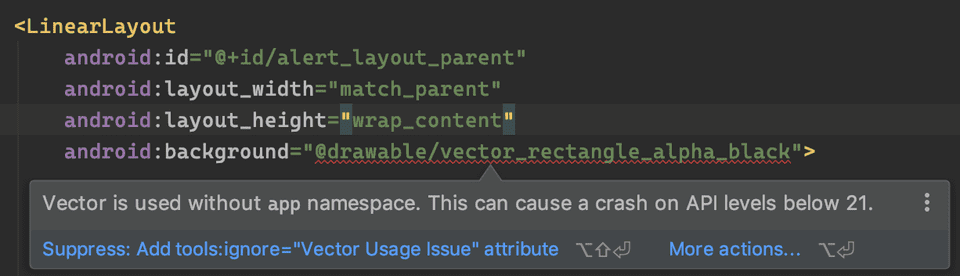 <LinearLayout
android:id="@+id/alert_layout_parent"
android:layout_width="match_parent"
android:layout_height="wrap_content"
android:background="@drawable/vector_rectangle_alpha_black">
Vector is used without app namespace. This can cause a crash on API levels below 21.
Suppress: Add tools:ignore="Vector Usage Issue" attribute ⌥⇧⏎ More actions... ⌥⏎